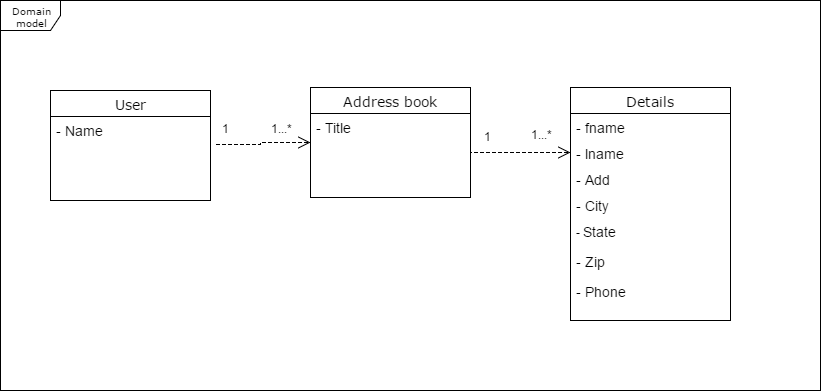 Domain
model
User
- Name
1
1...*
Address book
- Title
1
1...*
Details
- fname
- lname
- Add
- City
- State
- Zip
- Phone